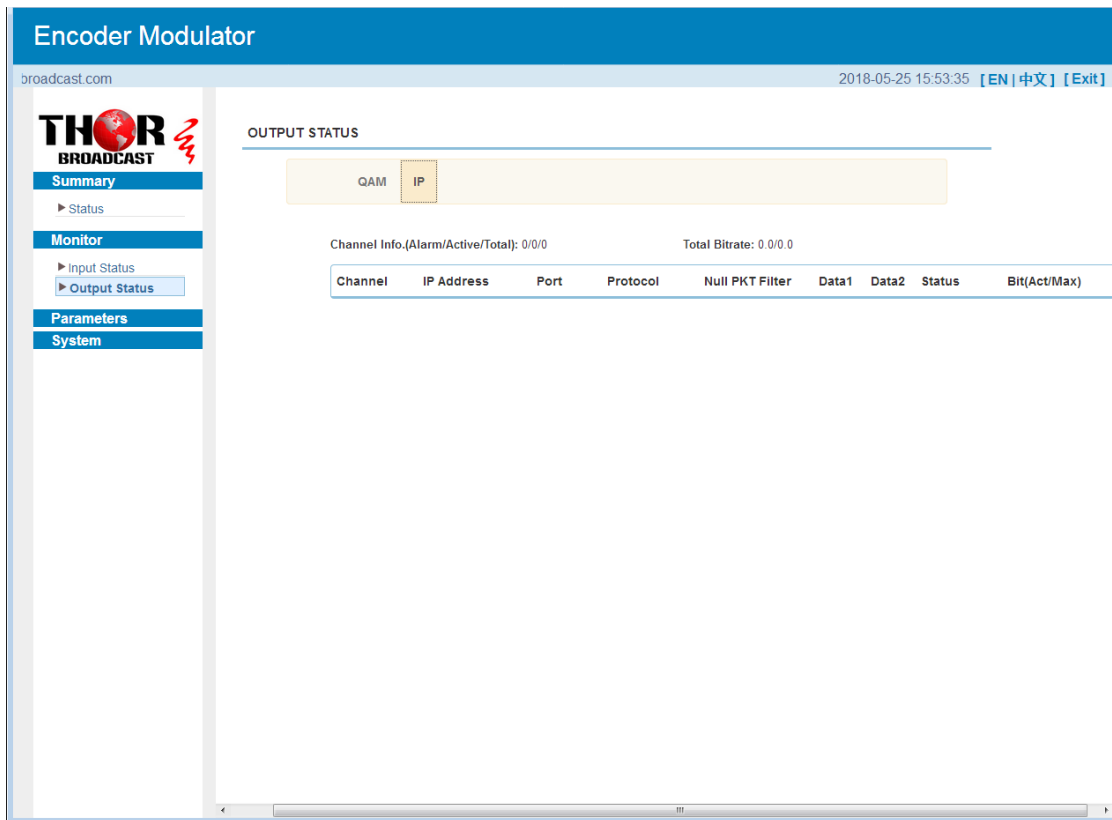 Encoder Modulator
broadcast.com 2018-05-25 15:53:35 [ EN | 中文 ] [ Exit ]
THOR
BROADCAST
Summary
Status
Monitor
Input Status
Output Status
Parameters
System
OUTPUT STATUS
QAM IP
Channel Info.(Alarm/Active/Total): 0/0/0 Total Bitrate: 0.0/0.0
Channel IP Address Port Protocol Null PKT Filter Data1 Data2 Status Bit(Act/Max)